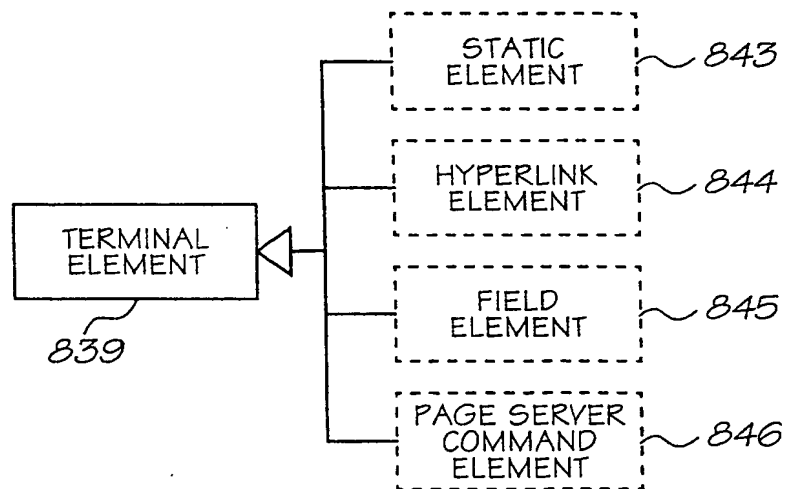 STATIC
ELEMENT
843
HYPERLINK
ELEMENT
844
TERMINAL
ELEMENT
839
FIELD
ELEMENT
845
PAGE SERVER
COMMAND
ELEMENT
846